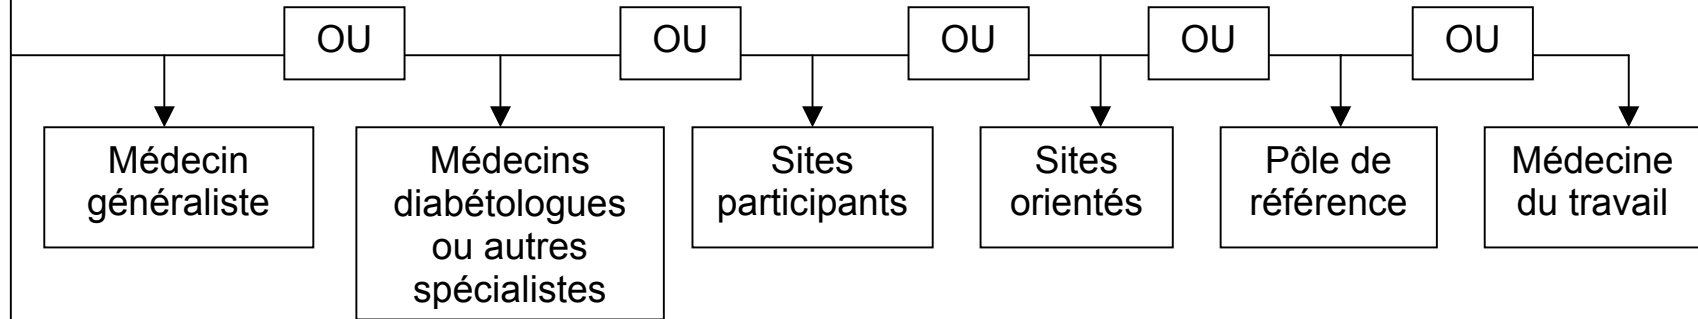 OU
OU
OU
OU
OU
Médecin
généraliste
Médecins
diabétologues
ou autres
spécialistes
Sites
participants
Sites
orientés
Pôle de
référence
Médecine
du travail